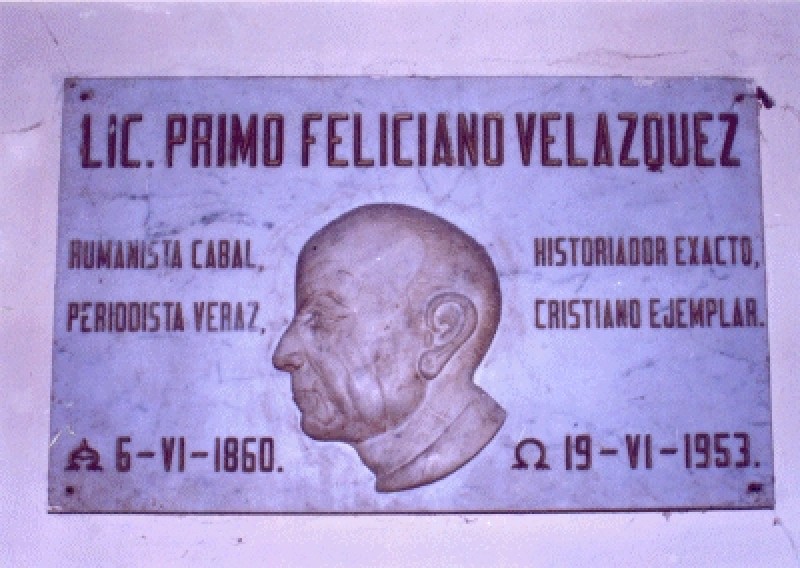 LIC. PRIMO FELICIANO VELAZQUEZ
HUMANISTA CABAL,
PERIODISTA VERAZ,
HISTORIADOR EXACTO,
CRISTIANO EJEMPLAR.
Α 6-VI-1860.
Ω 19-VI-1953.